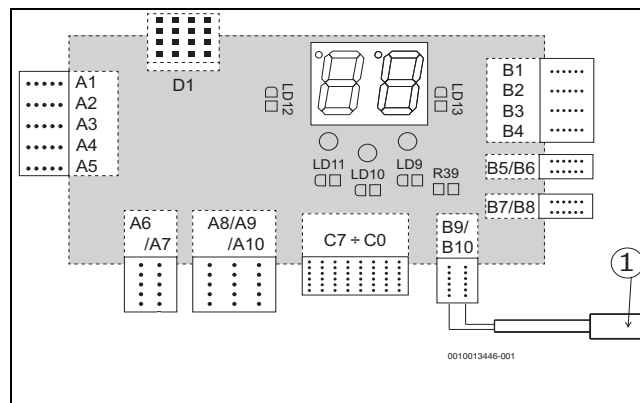 D1
A1
A2
A3
A4
A5
LD12
LD13
LD11
LD10
LD9
R39
B1
B2
B3
B4
B5/B6
B7/B8
A6
/A7
A8/A9
/A10
C7 ÷ C0
B9/
B10
1
0010013446-001